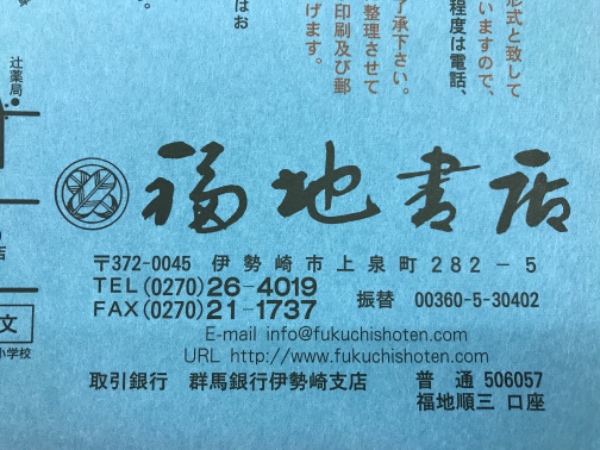 形式と致して
いますので、
程度は電話、
了承下さい。
整理させて
印刷及び郵
げます。
はお
す。
辻薬局
福地書店
〒372-0045 伊勢崎市上泉町282-5
TEL(0270)26-4019
FAX(0270)21-1737
振替 00360-5-30402
E-mail info@fukuchishoten.com
URL http://www.fukuchishoten.com
取引銀行 群馬銀行伊勢崎支店 普通 506057
福地順三 口座
店
文
小学校